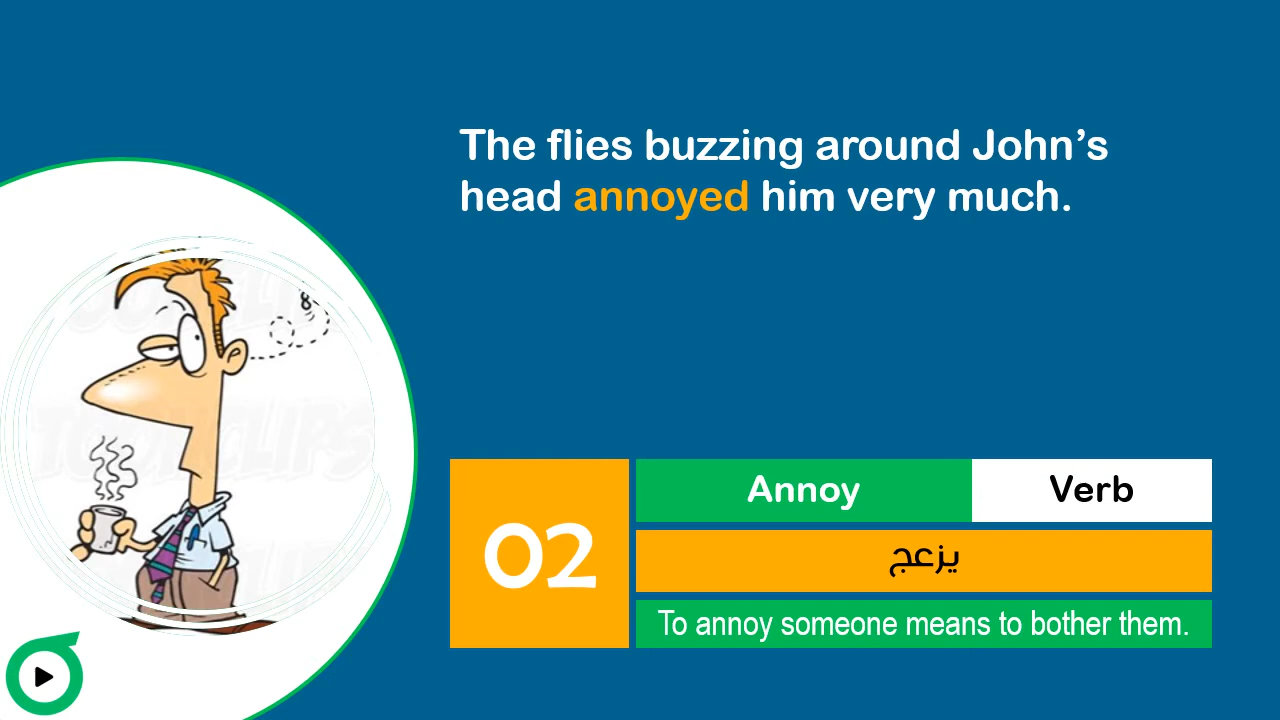 The flies buzzing around John’s
head annoyed him very much.
02
Annoy
Verb
يزعج
To annoy someone means to bother them.